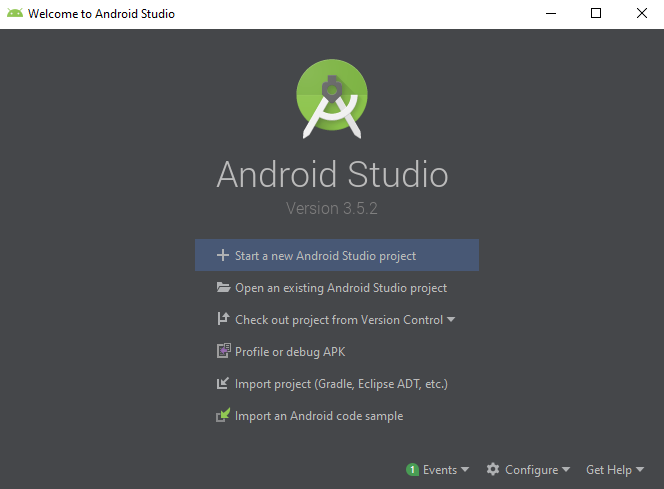 Welcome to Android Studio
Android Studio
Version 3.5.2
Start a new Android Studio project
Open an existing Android Studio project
Check out project from Version Control
Profile or debug APK
Import project (Gradle, Eclipse ADT, etc.)
Import an Android code sample
1 Events Configure Get Help